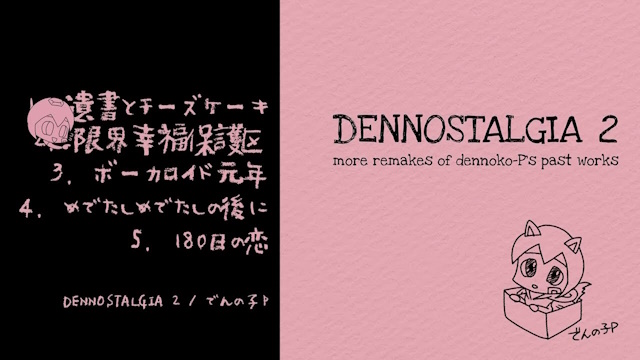 遺書とチーズケーキ
限界幸福保護区
3. ボーカロイド元年
4. めでたしめでたしの後に
5. 180日の恋
DENNOSTALGIA 2 / でんの子P
DENNOSTALGIA 2
more remakes of dennoko-P's past works
でんの子P